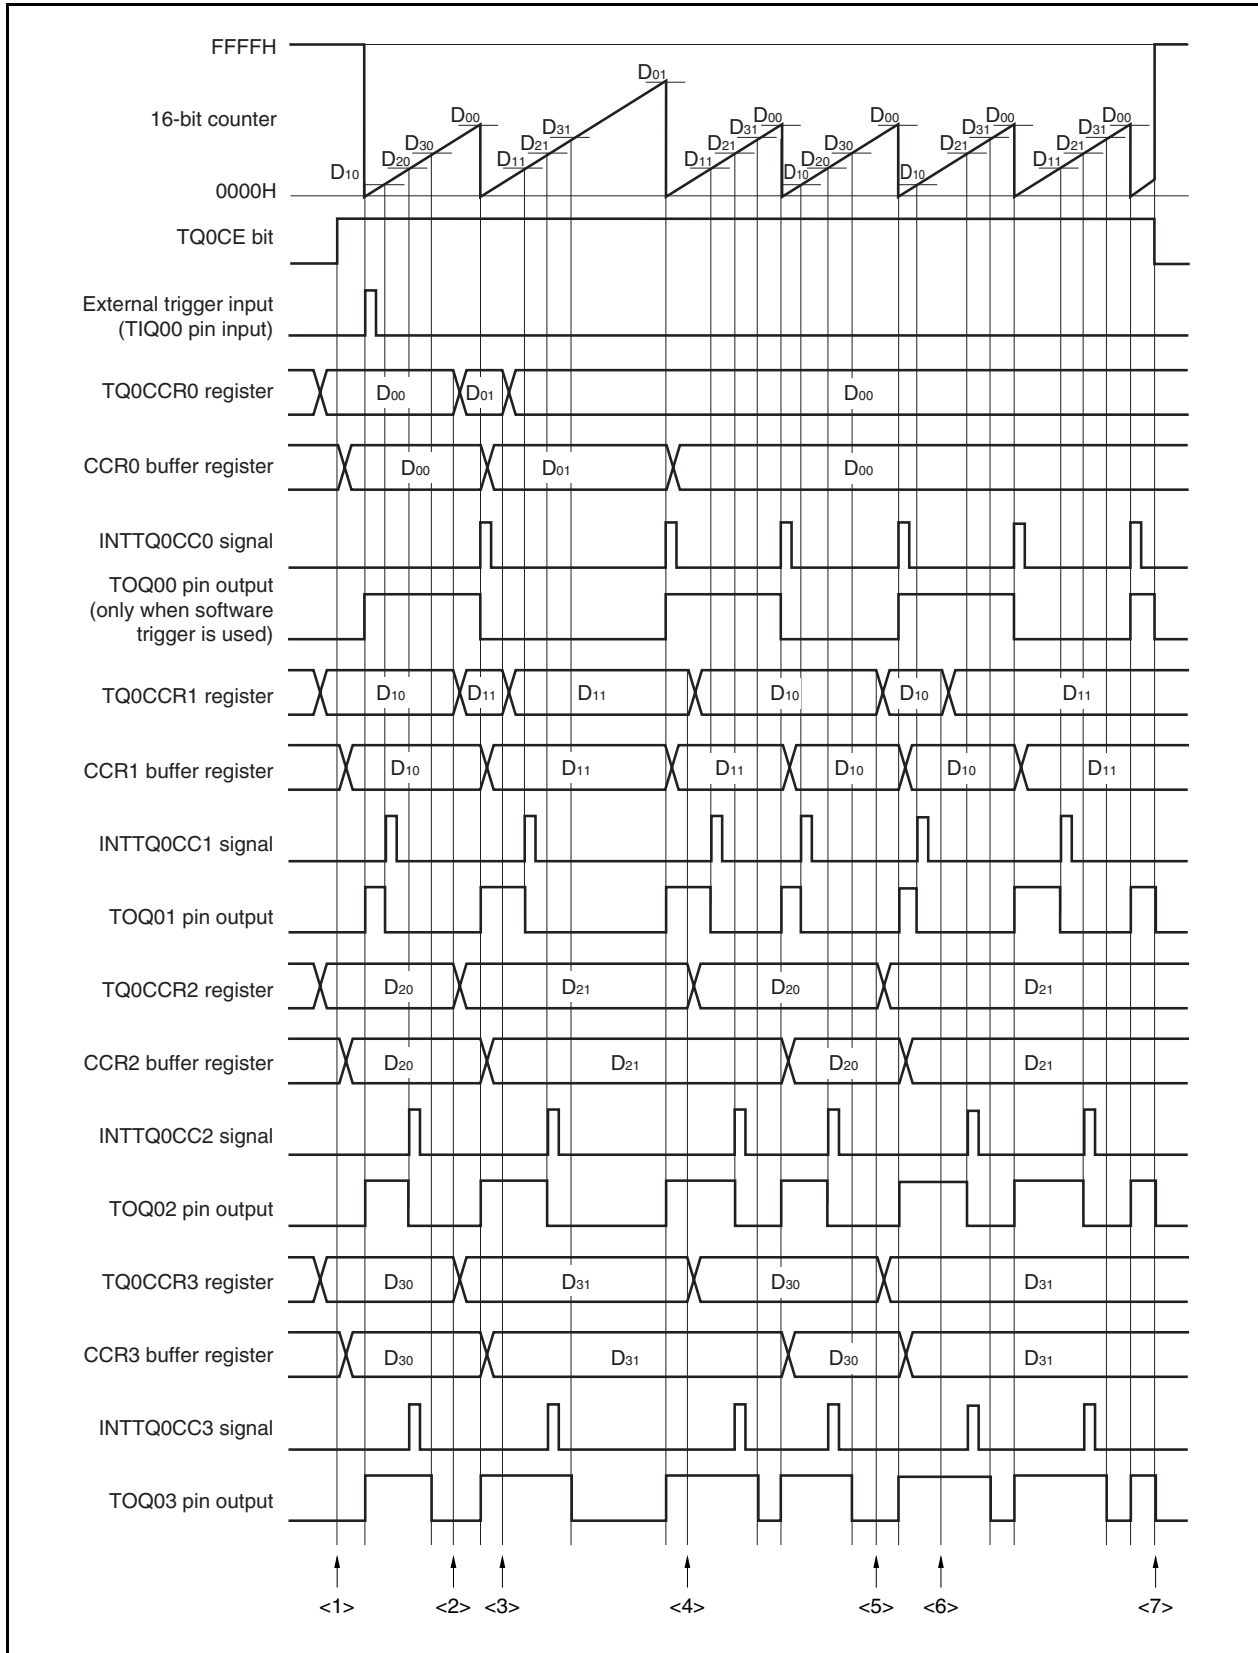 FFFFH
16-bit counter
0000H
D10 D20 D30 D00 D11 D21 D31 D01 D11 D21 D31 D00 D10 D20 D30 D00 D10 D21 D31 D00 D11 D21 D31 D00
TQ0CE bit
External trigger input
(TIQ00 pin input)
TQ0CCR0 register D00 D01 D00
CCR0 buffer register D00 D01 D00
INTTQ0CC0 signal
TOQ00 pin output
(only when software
trigger is used)
TQ0CCR1 register D10 D11 D11 D10 D10 D11
CCR1 buffer register D10 D11 D11 D10 D10 D11
INTTQ0CC1 signal
TOQ01 pin output
TQ0CCR2 register D20 D21 D20 D21
CCR2 buffer register D20 D21 D20 D21
INTTQ0CC2 signal
TOQ02 pin output
TQ0CCR3 register D30 D31 D30 D31
CCR3 buffer register D30 D31 D30 D31
INTTQ0CC3 signal
TOQ03 pin output
<1> <2> <3> <4> <5> <6> <7>